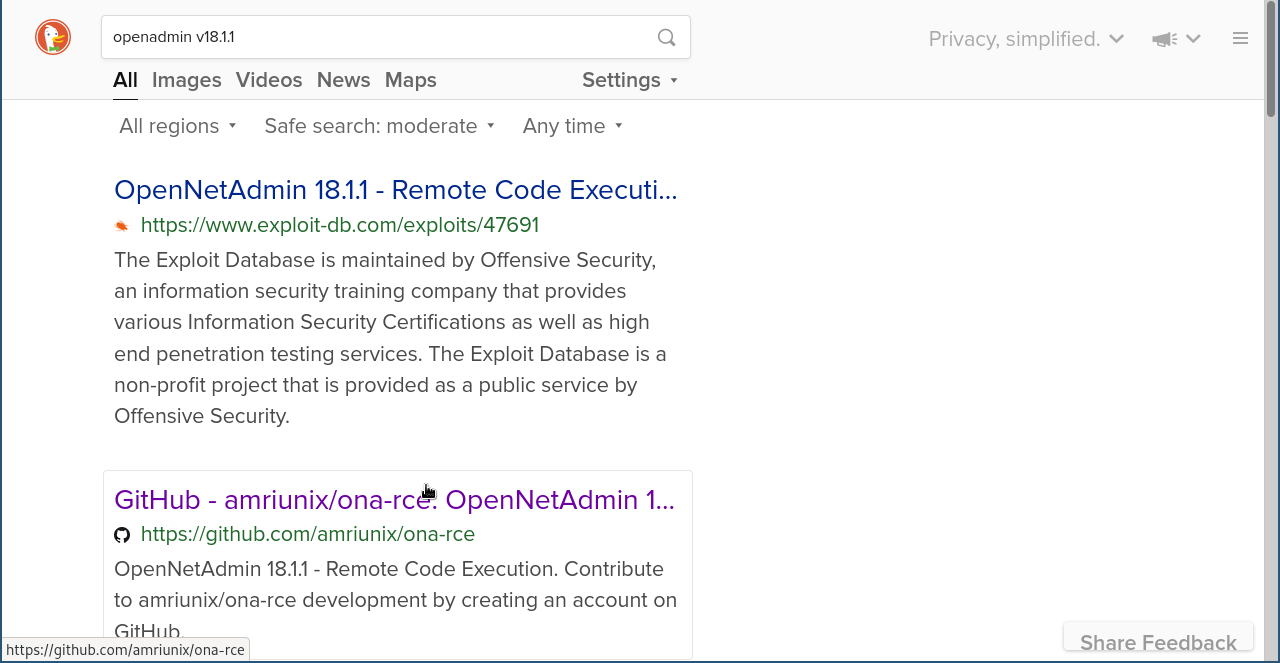 openadmin v18.1.1
Privacy, simplified.
All Images Videos News Maps Settings
All regions Safe search: moderate Any time
OpenNetAdmin 18.1.1 - Remote Code Executi...
https://www.exploit-db.com/exploits/47691
The Exploit Database is maintained by Offensive Security,
an information security training company that provides
various Information Security Certifications as well as high
end penetration testing services. The Exploit Database is a
non-profit project that is provided as a public service by
Offensive Security.
GitHub - amriunix/ona-rce: OpenNetAdmin 1...
https://github.com/amriunix/ona-rce
OpenNetAdmin 18.1.1 - Remote Code Execution. Contribute
to amriunix/ona-rce development by creating an account on
GitHub.
https://github.com/amriunix/ona-rce
Share Feedback